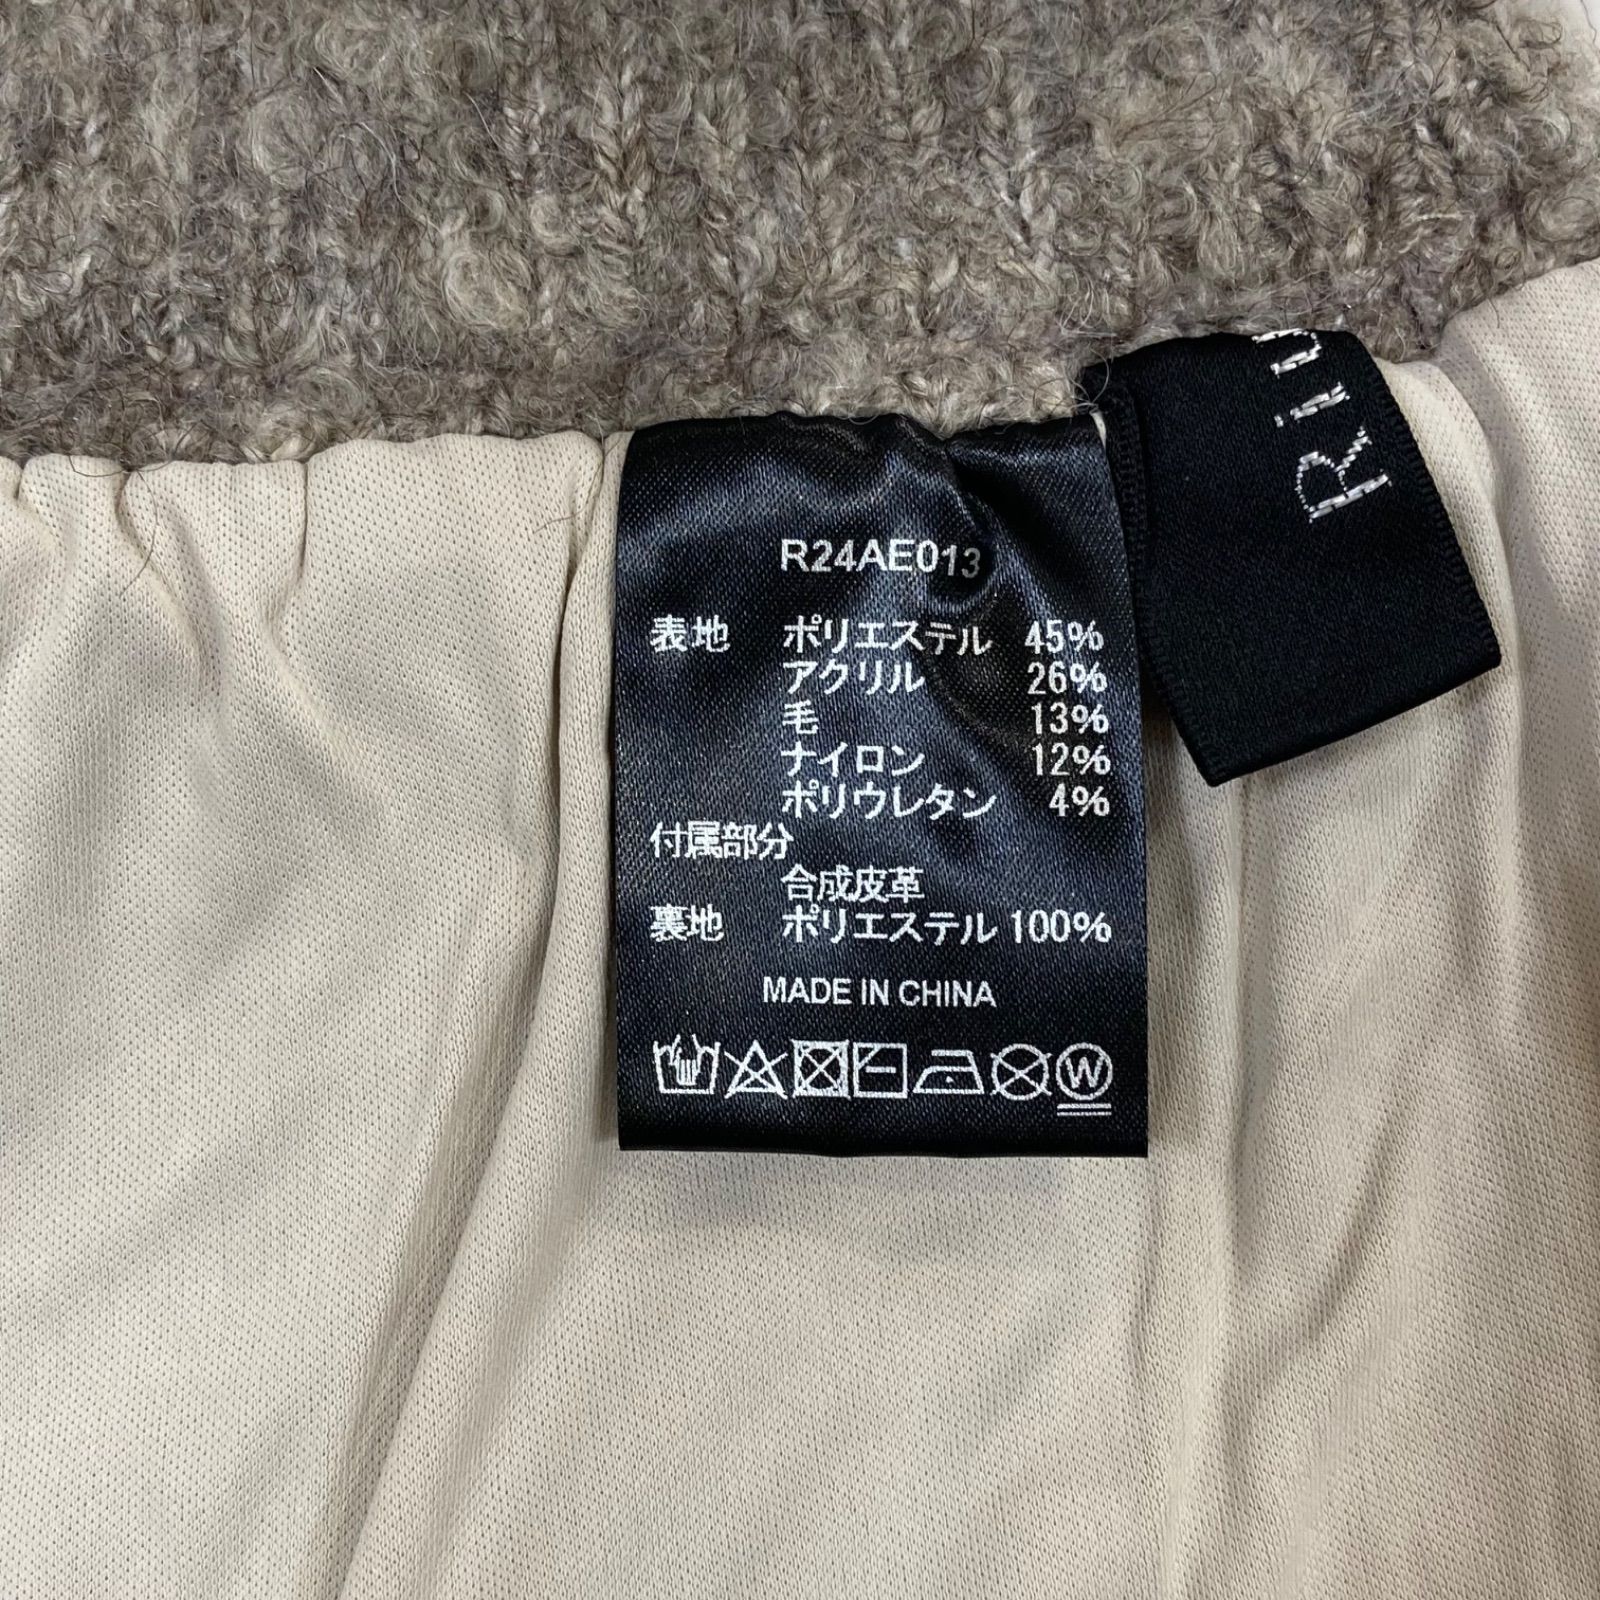 R24AE013
表地 ポリエステル 45%
アクリル 26%
毛 13%
ナイロン 12%
ポリウレタン 4%
付属部分
合成皮革
裏地 ポリエステル 100%
MADE IN CHINA
W